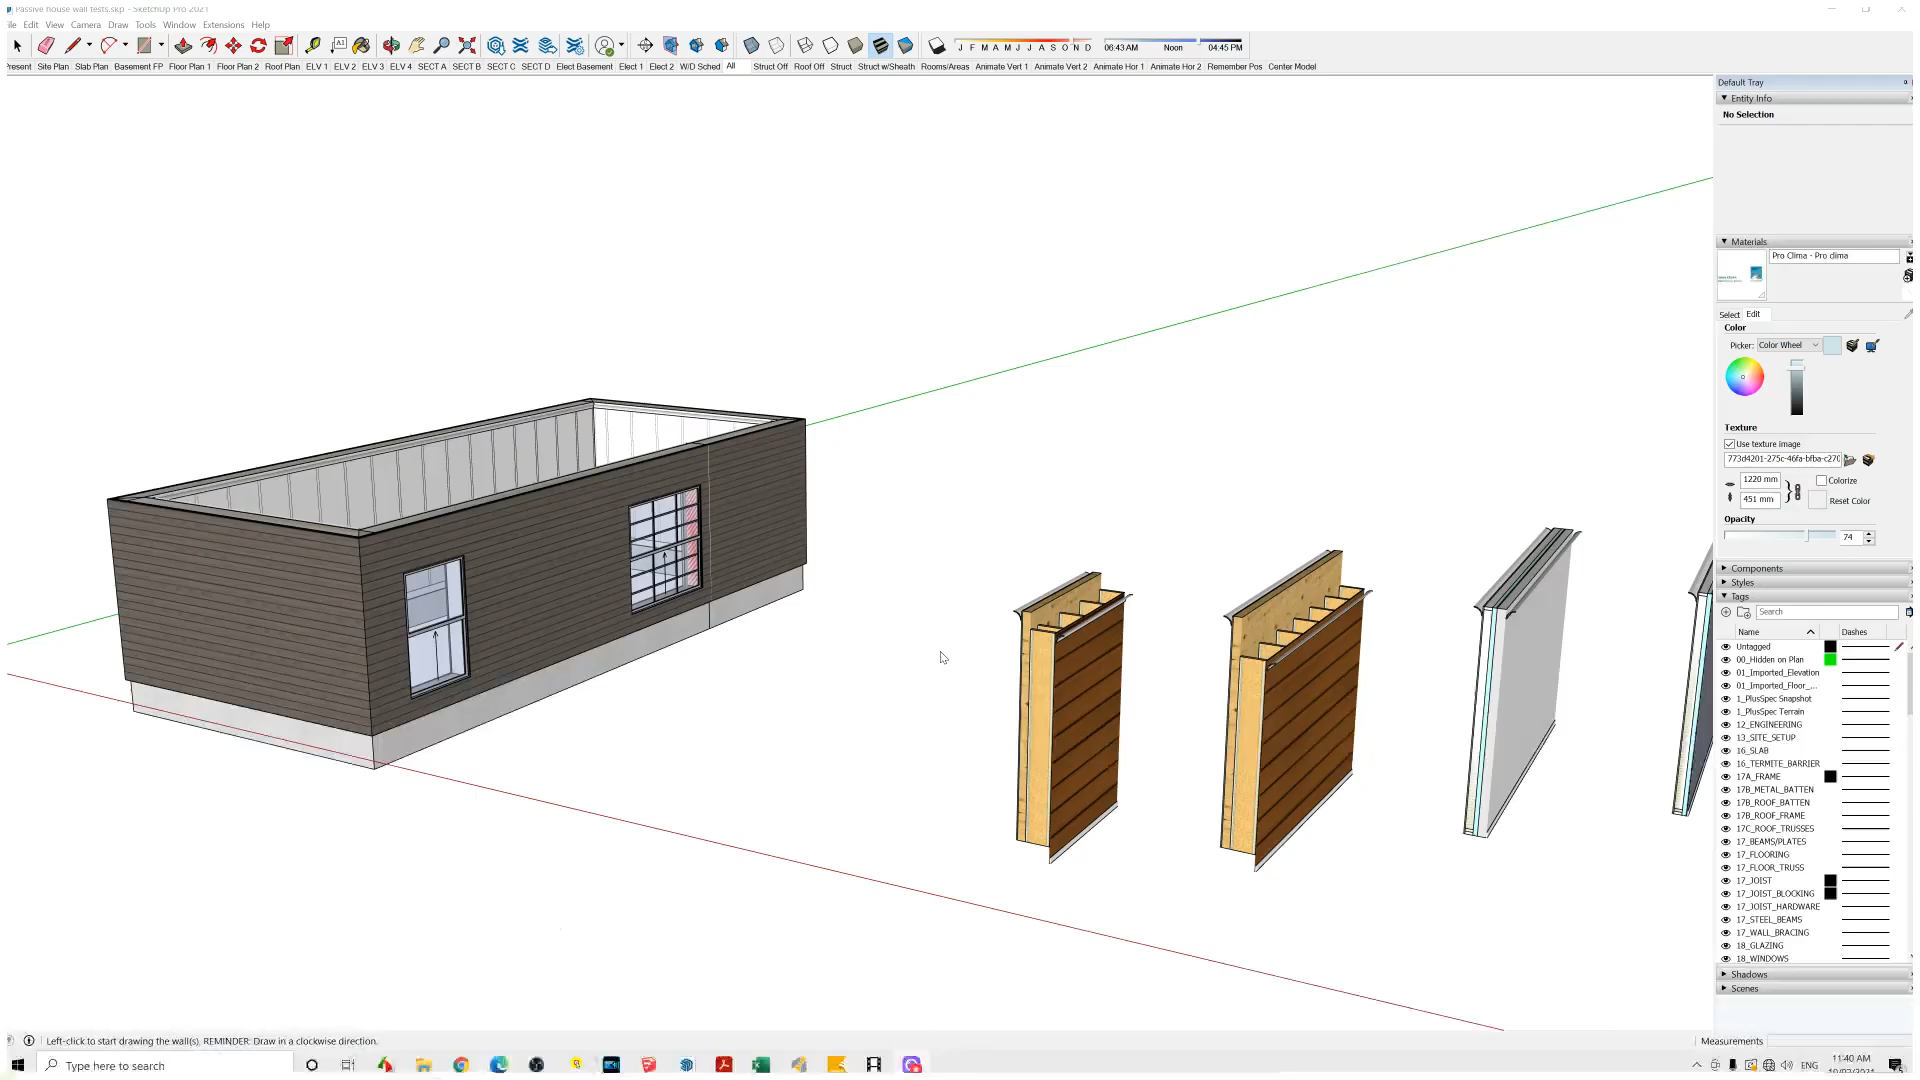 Passive house wall tests.skp - SketchUp Pro 2021
ile Edit View Camera Draw Tools Window Extensions Help
A1
J F M A M J J A S O N D
06:43 AM Noon 04:45 PM
Present Site Plan Slab Plan Basement FP Floor Plan 1 Floor Plan 2 Roof Plan ELV 1 ELV 2 ELV 3 ELV 4 SECT A SECT B SECT C SECT D Elect Basement Elect 1 Elect 2 W/D Sched All Struct Off Roof Off Struct Struct w/Sheath Rooms/Areas Animate Vert 1 Animate Vert 2 Animate Hor 1 Animate Hor 2 Remember Pos Center Model
Default Tray
Entity Info
No Selection
Materials
Pro Clima - Pro clima
Select Edit
Color
Picker: Color Wheel
Texture
Use texture image
773d4201-275c-46fa-bfba-c270
1220 mm
Colorize
451 mm
Reset Color
Opacity
74
Components
Styles
Tags
Search
Name Dashes
Untagged
00_Hidden on Plan
01_Imported_Elevation
01_Imported_Floor_...
1_PlusSpec Snapshot
1_PlusSpec Terrain
12_ENGINEERING
13_SITE_SETUP
16_SLAB
16_TERMITE_BARRIER
17A_FRAME
17B_METAL_BATTEN
17B_ROOF_BATTEN
17B_ROOF_FRAME
17C_ROOF_TRUSSES
17_BEAMS/PLATES
17_FLOORING
17_FLOOR_TRUSS
17_JOIST
17_JOIST_BLOCKING
17_JOIST_HARDWARE
17_STEEL_BEAMS
17_WALL_BRACING
18_GLAZING
18_WINDOWS
Shadows
Scenes
Left-click to start drawing the wall(s). REMINDER: Draw in a clockwise direction.
Measurements
Type here to search
ENG
11:40 AM